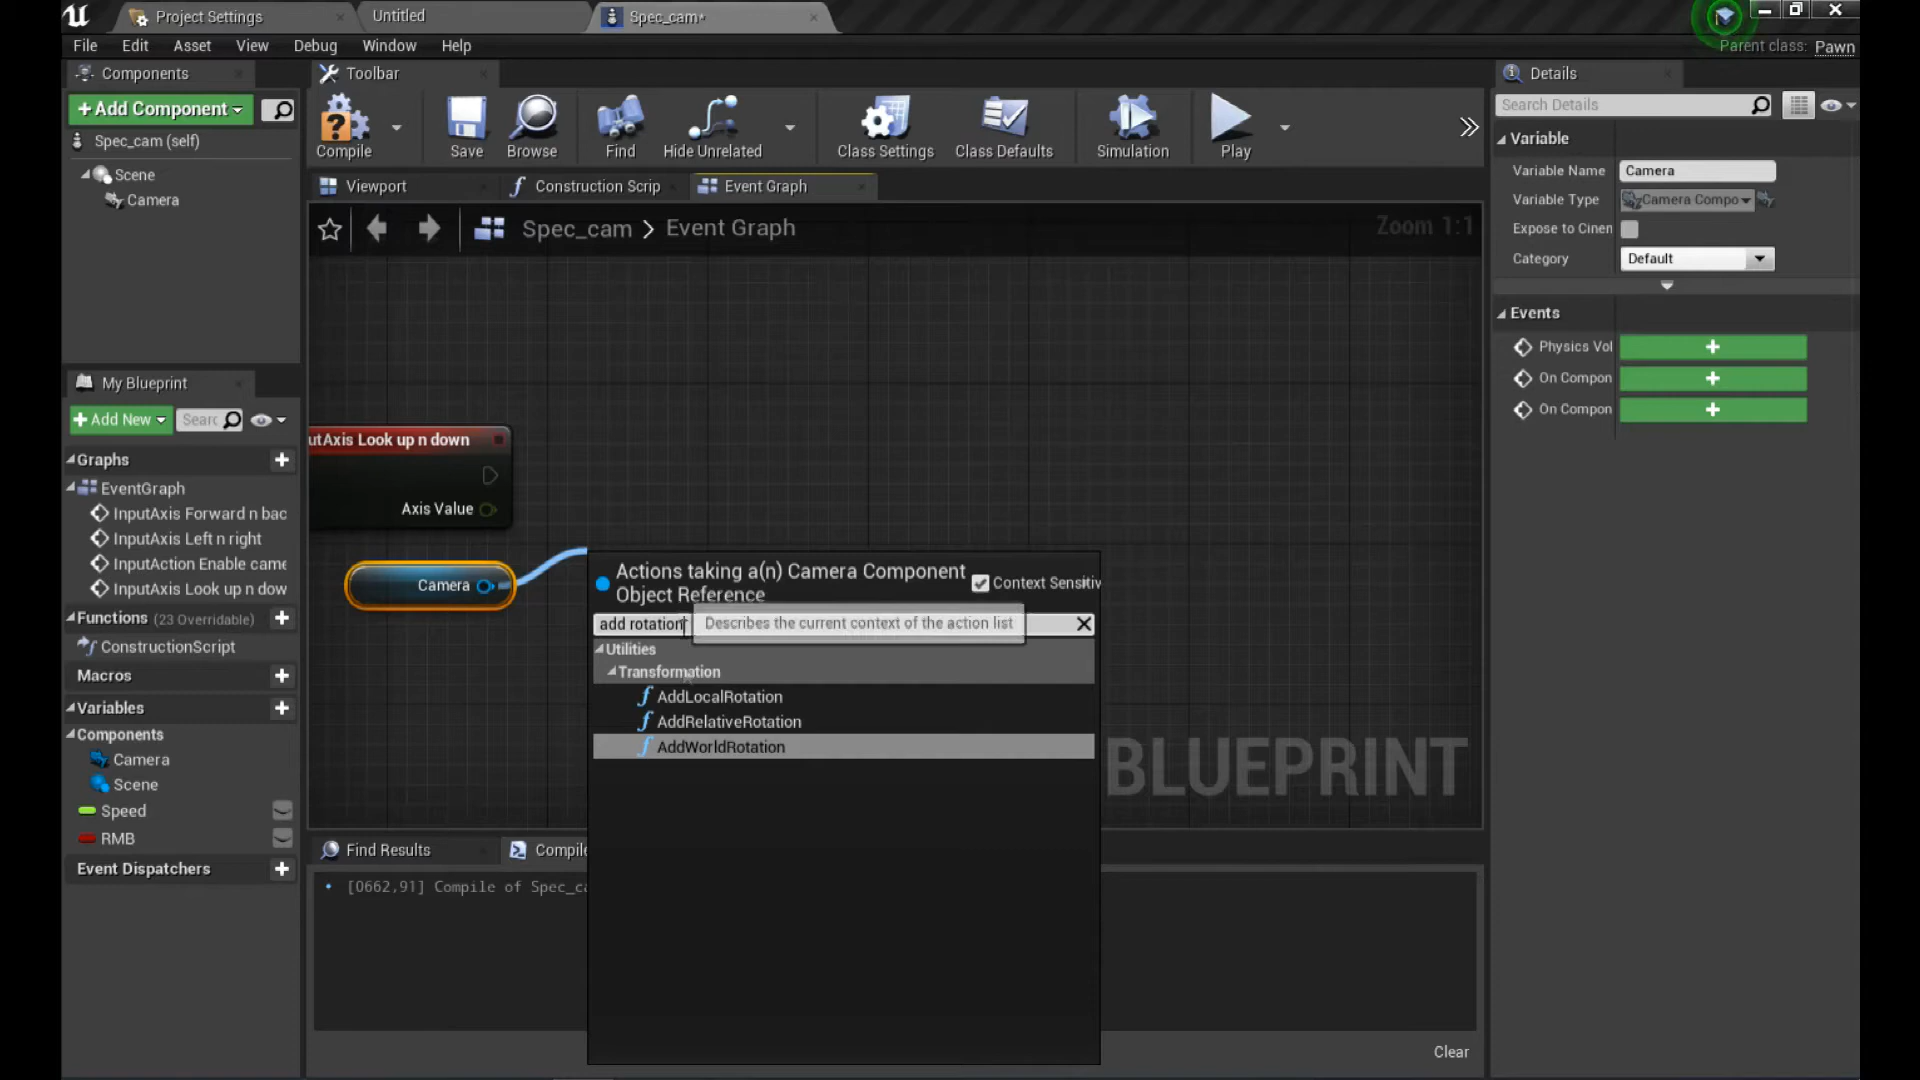 Project Settings
Untitled
Spec_cam*
File Edit Asset View Debug Window Help
Parent class: Pawn
Components
+Add Component
Spec_cam (self)
Scene
Camera
Toolbar
Compile
Save
Browse
Find
Hide Unrelated
Class Settings
Class Defaults
Simulation
Play
Viewport
Construction Scrip
Event Graph
Spec_cam > Event Graph
Zoom 1:1
My Blueprint
+Add New
Searc
Graphs
EventGraph
InputAxis Forward n bac
InputAxis Left n right
InputAction Enable came
InputAxis Look up n dow
Functions (23 Overridable)
ConstructionScript
Macros
Variables
Components
Camera
Scene
Speed
RMB
Event Dispatchers
utAxis Look up n down
Axis Value
Camera
Actions taking a(n) Camera Component
Object Reference
Context Sensitiv
add rotation
Describes the current context of the action list
Utilities
Transformation
AddLocalRotation
AddRelativeRotation
AddWorldRotation
BLUEPRINT
Find Results
Compile
[0662,91] Compile of Spec_ca
Clear
Details
Search Details
Variable
Variable Name Camera
Variable Type Camera Compo
Expose to Cinen
Category Default
Events
Physics Vol
On Compon
On Compon